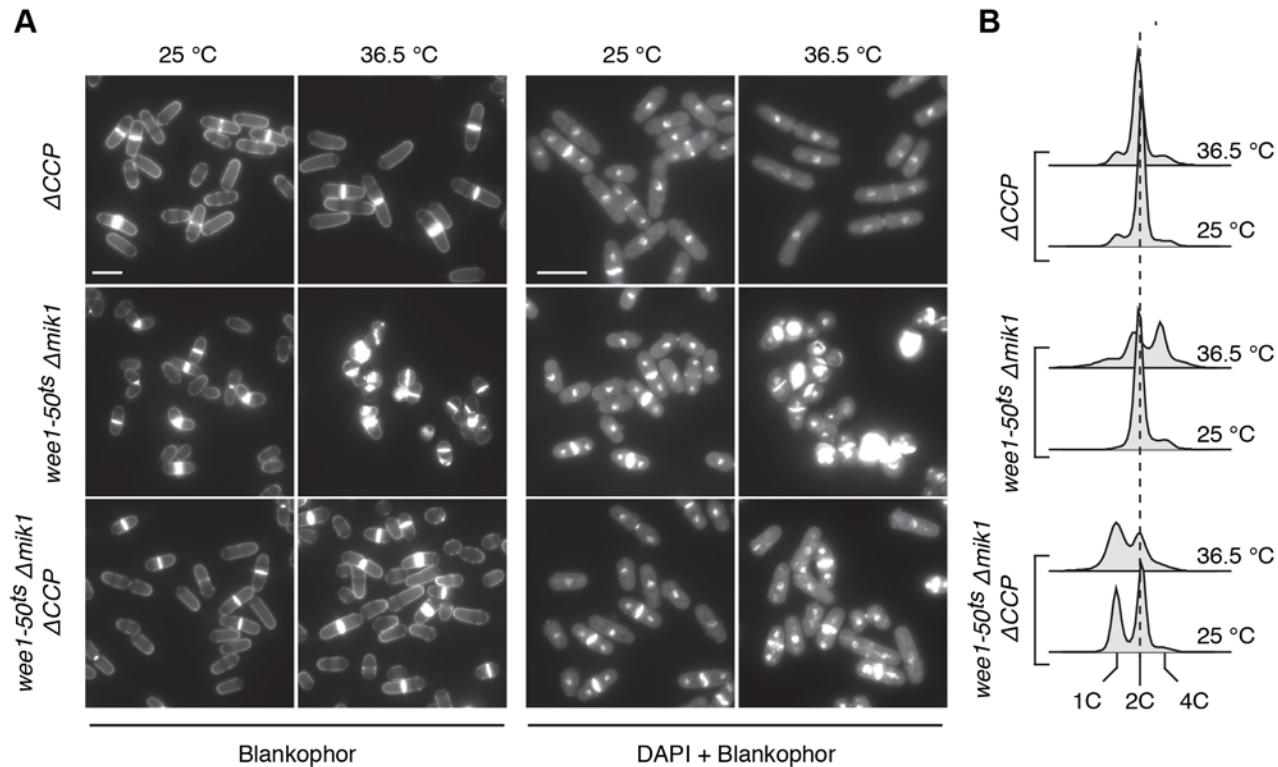 A
B
25 °C
36.5 °C
25 °C
36.5 °C
ΔCCP
wee1-50ts Δmik1
wee1-50ts Δmik1
ΔCCP
Blankophor
DAPI + Blankophor
ΔCCP
36.5 °C
25 °C
wee1-50ts Δmik1
36.5 °C
25 °C
wee1-50ts Δmik1
ΔCCP
36.5 °C
25 °C
1C
2C
4C